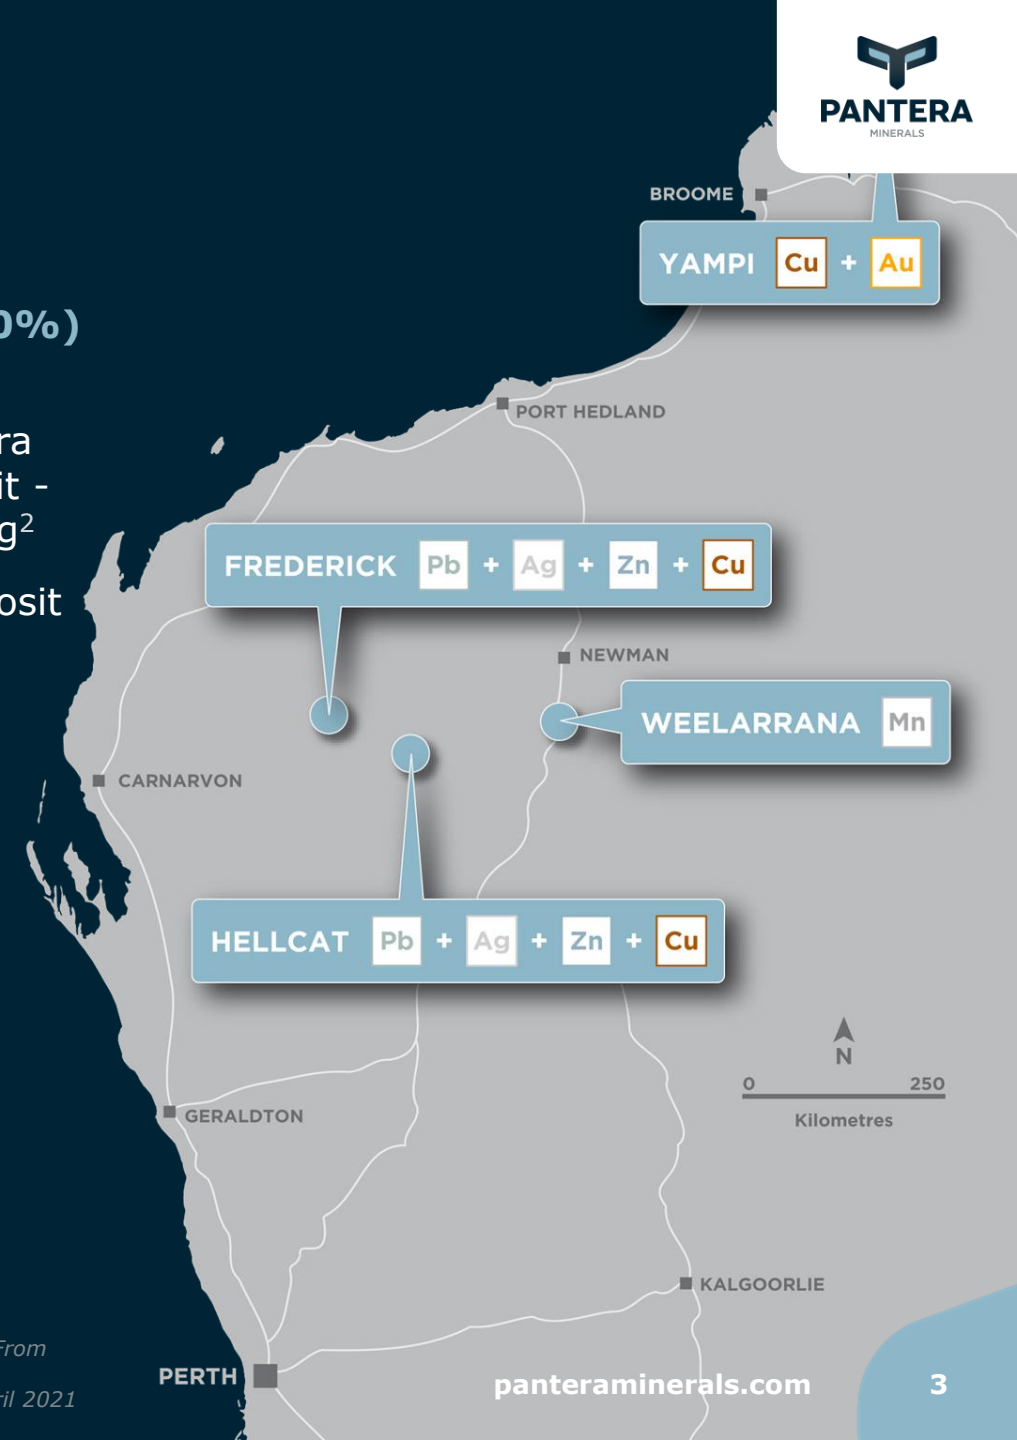 PANTERA
MINERALS
BROOME
YAMPI Cu + Au
0%)
PORT HEDLAND
ra
it -
g²
osit
FREDERICK Pb + Ag + Zn + Cu
NEWMAN
WEELARRANA Mn
CARNARVON
HELLCAT Pb + Ag + Zn + Cu
N
0 250
Kilometres
GERALDTON
KALGOORLIE
From
PERTH
panteraminerals.com 3
ril 2021